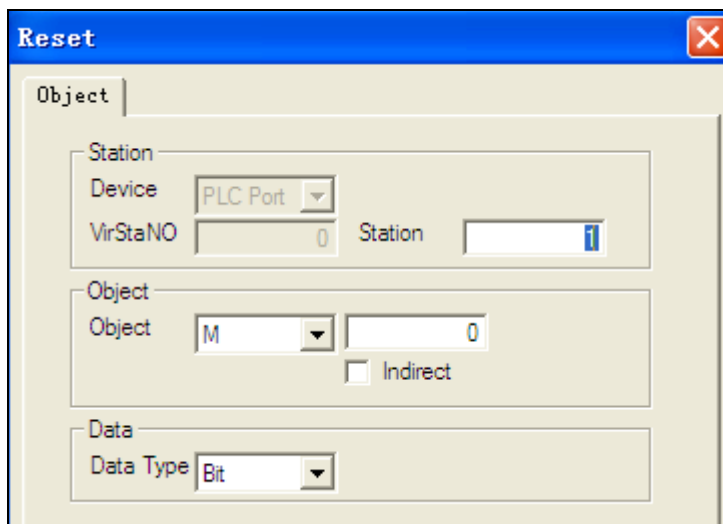 Reset
Object
Station
Device PLC Port
VirStaNO 0 Station 1
Object
Object M 0
Indirect
Data
Data Type Bit